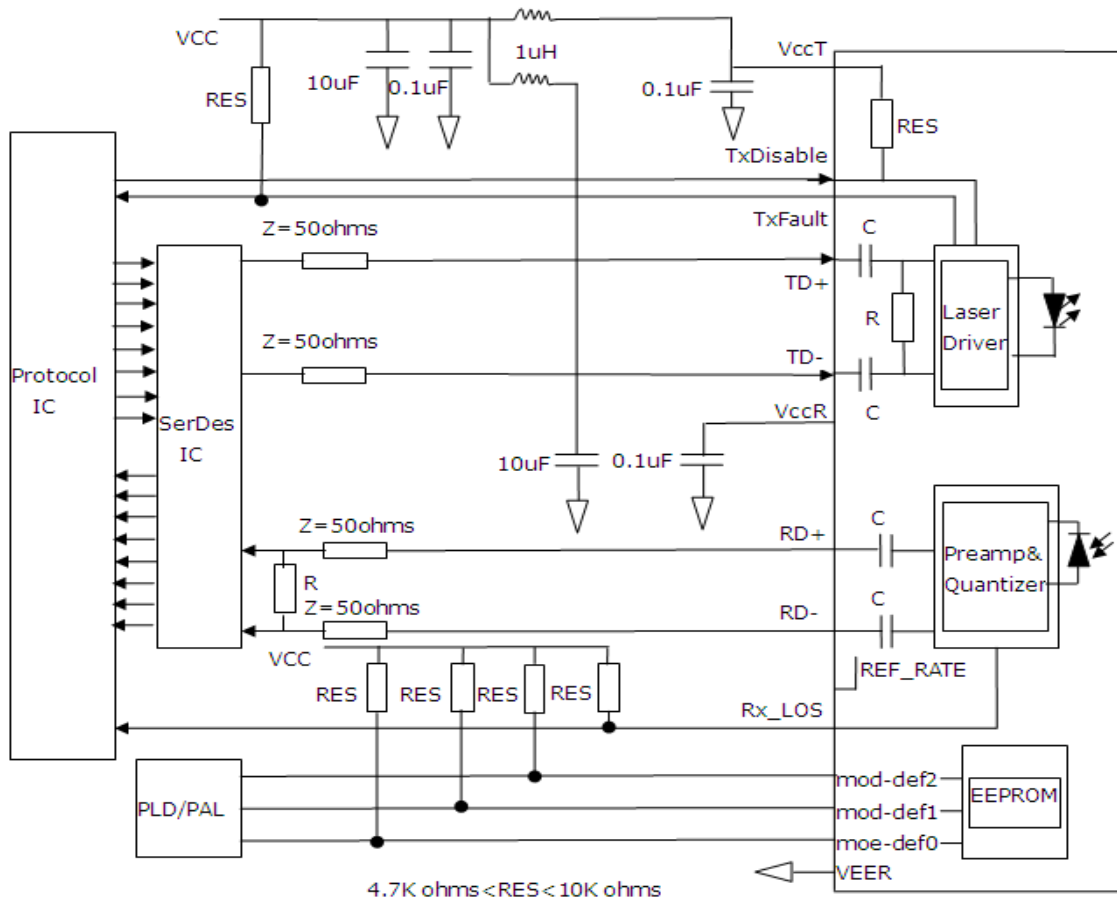 VCC
1uH
VccT
10uF
0.1uF
0.1uF
RES
RES
TxDisable
TxFault
Z=50ohms
C
TD+
R
Laser
Driver
Z=50ohms
TD-
C
Protocol
IC
SerDes
IC
VccR
10uF
0.1uF
Z=50ohms
RD+
C
Preamp&
Quantizer
R
Z=50ohms
RD-
C
VCC
REF_RATE
RES
RES
RES
RES
Rx_LOS
PLD/PAL
mod-def2
EEPROM
mod-def1
moe-def0
VEER
4.7K ohms<RES<10K ohms